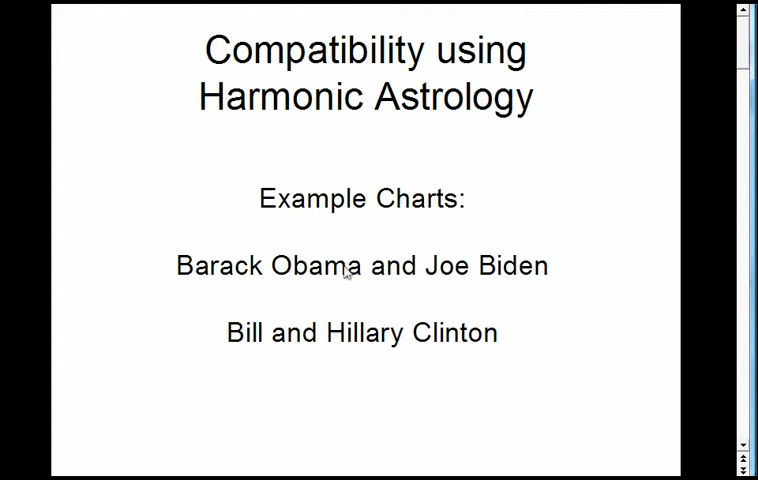 Compatibility using
Harmonic Astrology
Example Charts:
Barack Obama and Joe Biden
Bill and Hillary Clinton